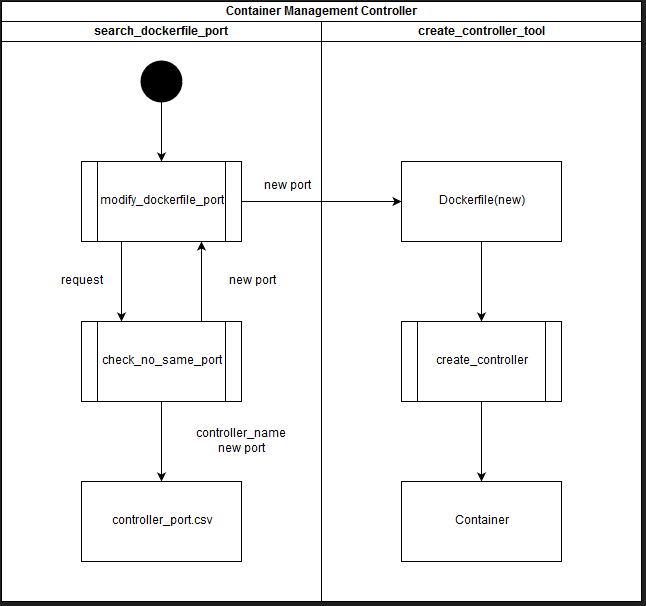 Container Management Controller
search_dockerfile_port
create_controller_tool
modify_dockerfile_port
new port
Dockerfile(new)
request
new port
check_no_same_port
create_controller
controller_name
new port
controller_port.csv
Container